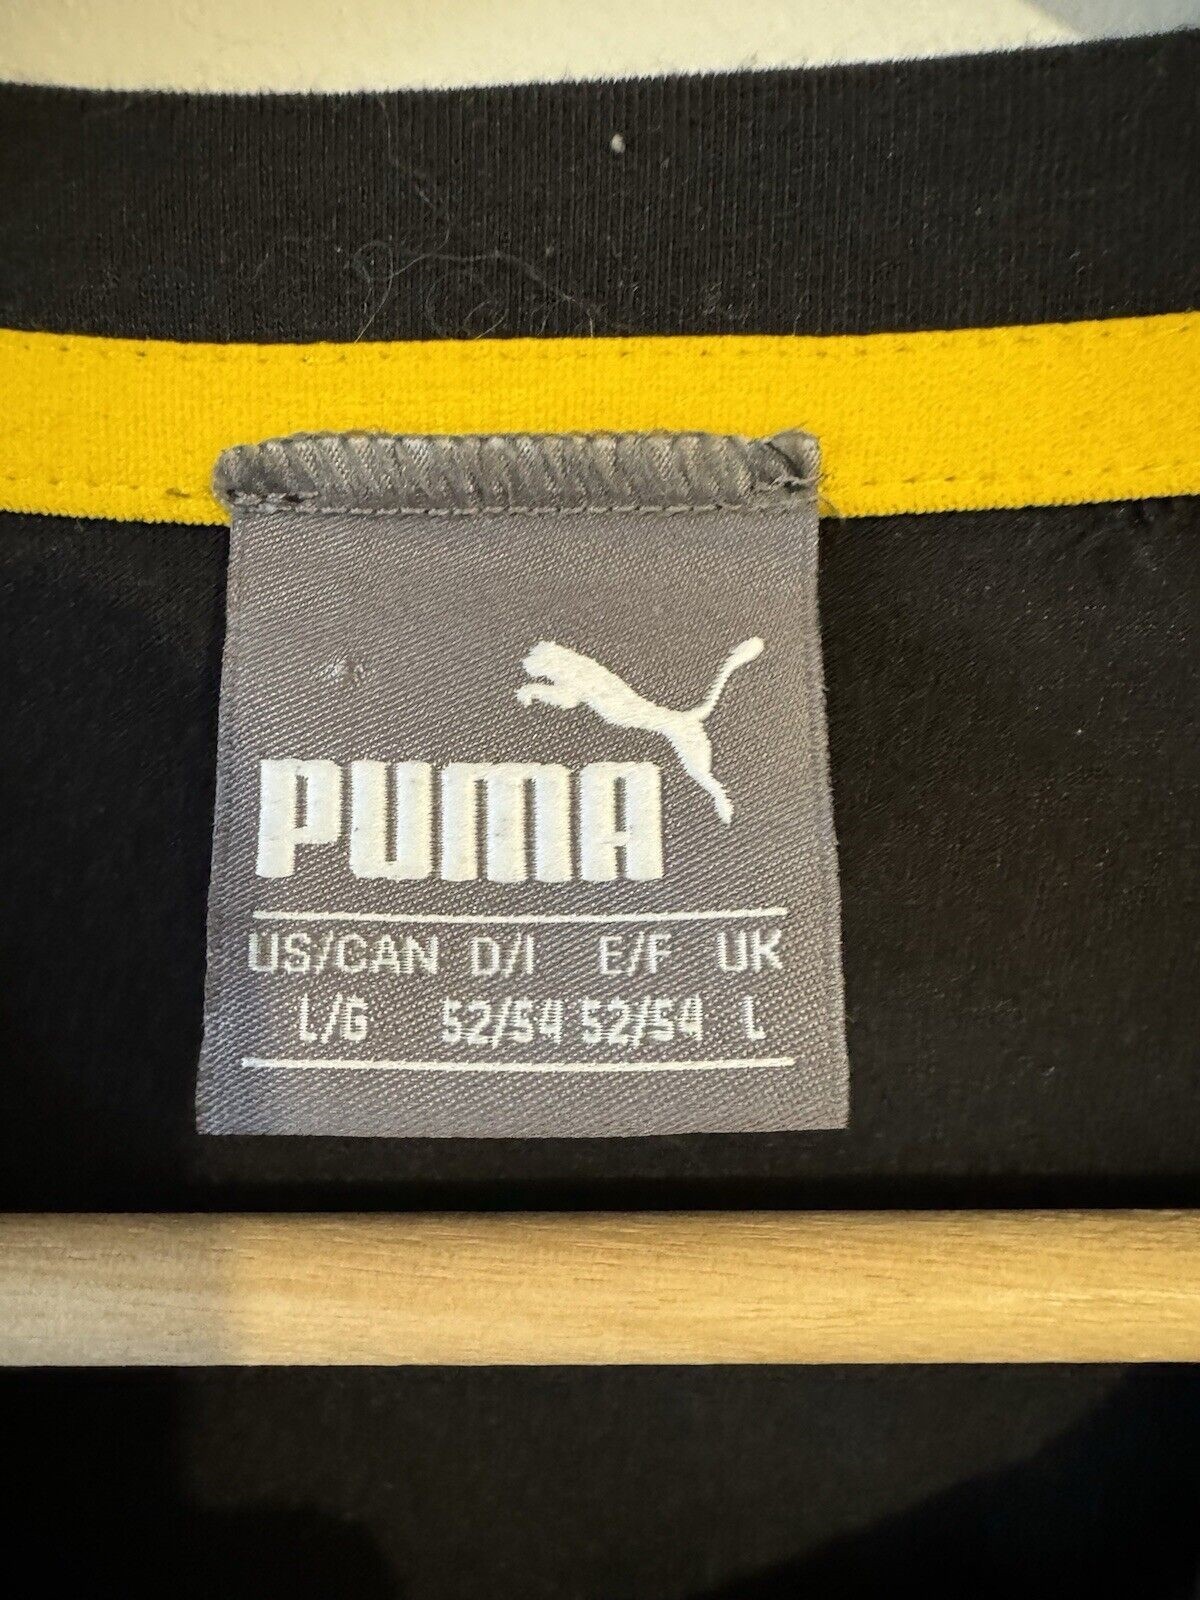 PUMA
US/CAN D/I E/F UK
L/G 52/54 52/54 L